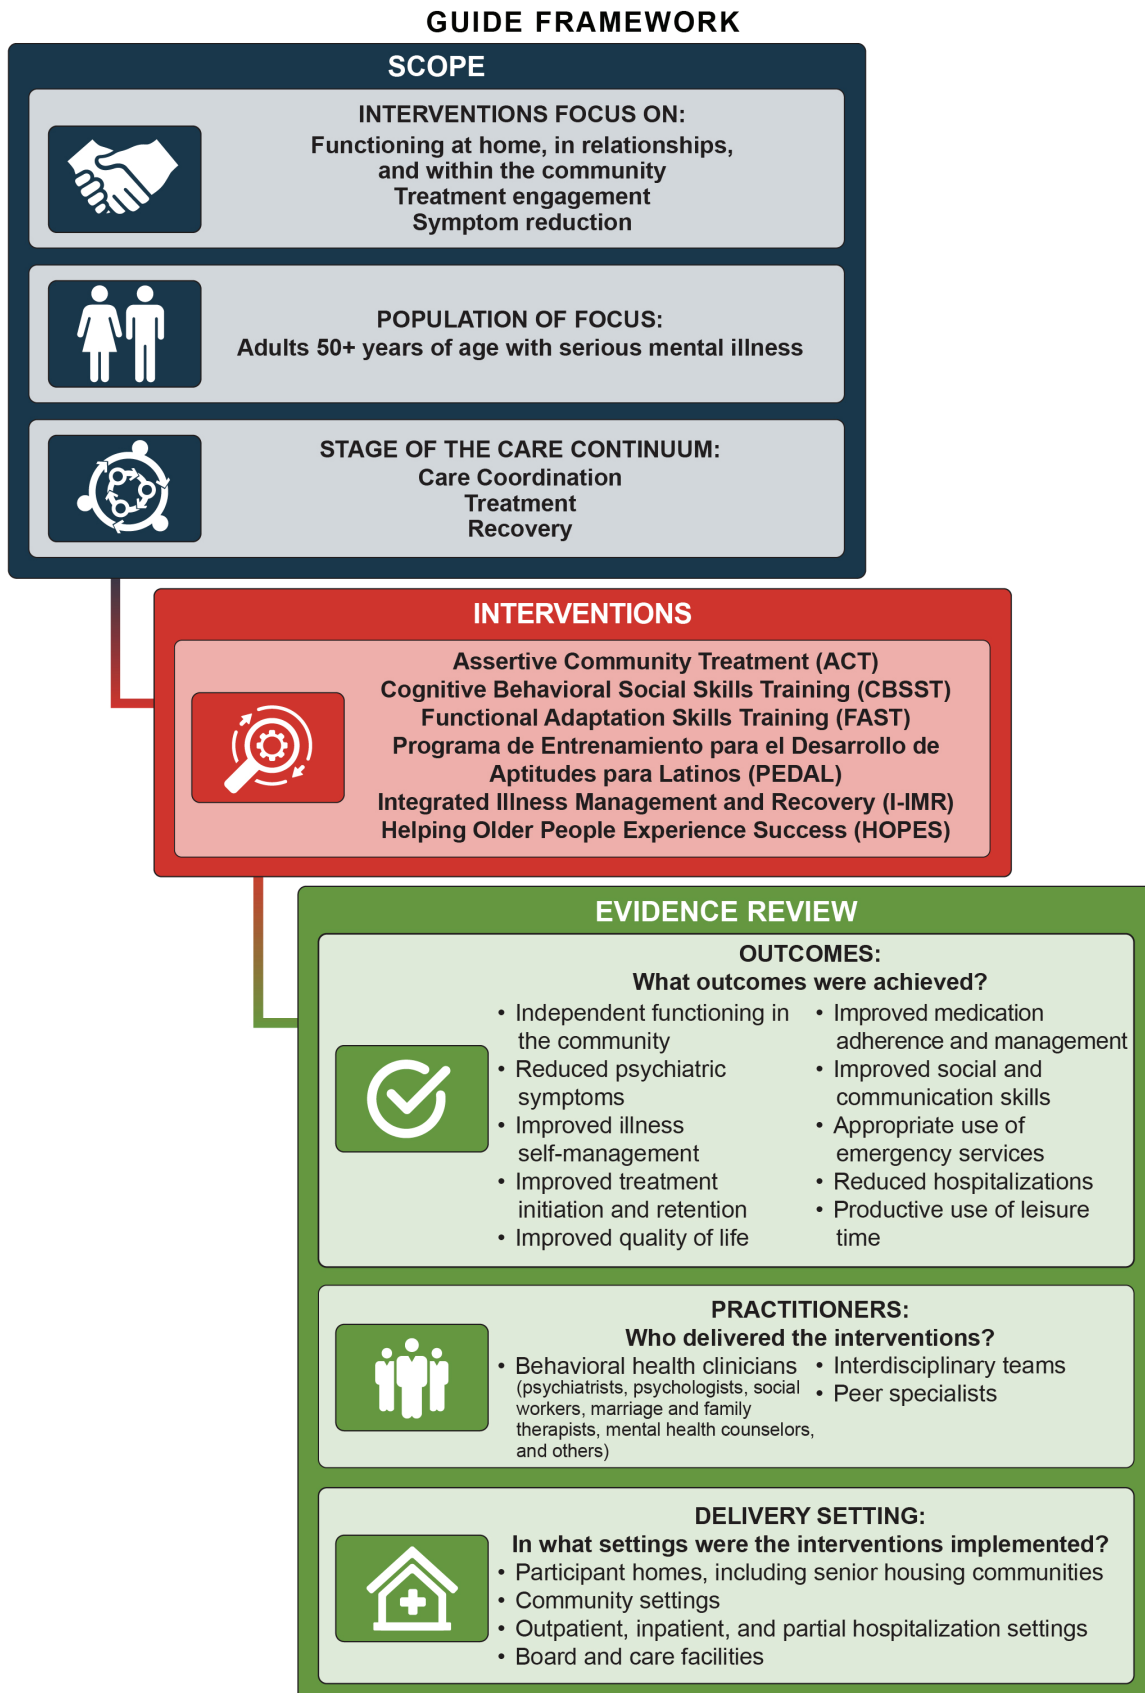 GUIDE FRAMEWORK
SCOPE
INTERVENTIONS FOCUS ON:
Functioning at home, in relationships,
and within the community
Treatment engagement
Symptom reduction
POPULATION OF FOCUS:
Adults 50+ years of age with serious mental illness
STAGE OF THE CARE CONTINUUM:
Care Coordination
Treatment
Recovery
INTERVENTIONS
Assertive Community Treatment (ACT)
Cognitive Behavioral Social Skills Training (CBSST)
Functional Adaptation Skills Training (FAST)
Programa de Entrenamiento para el Desarrollo de
Aptitudes para Latinos (PEDAL)
Integrated Illness Management and Recovery (I-IMR)
Helping Older People Experience Success (HOPES)
EVIDENCE REVIEW
OUTCOMES:
What outcomes were achieved?
• Independent functioning in
the community
• Reduced psychiatric
symptoms
• Improved illness
self-management
• Improved treatment
initiation and retention
• Improved quality of life
• Improved medication
adherence and management
• Improved social and
communication skills
• Appropriate use of
emergency services
• Reduced hospitalizations
• Productive use of leisure
time
PRACTITIONERS:
Who delivered the interventions?
• Behavioral health clinicians
(psychiatrists, psychologists, social
workers, marriage and family
therapists, mental health counselors,
and others)
• Interdisciplinary teams
• Peer specialists
DELIVERY SETTING:
In what settings were the interventions implemented?
• Participant homes, including senior housing communities
• Community settings
• Outpatient, inpatient, and partial hospitalization settings
• Board and care facilities